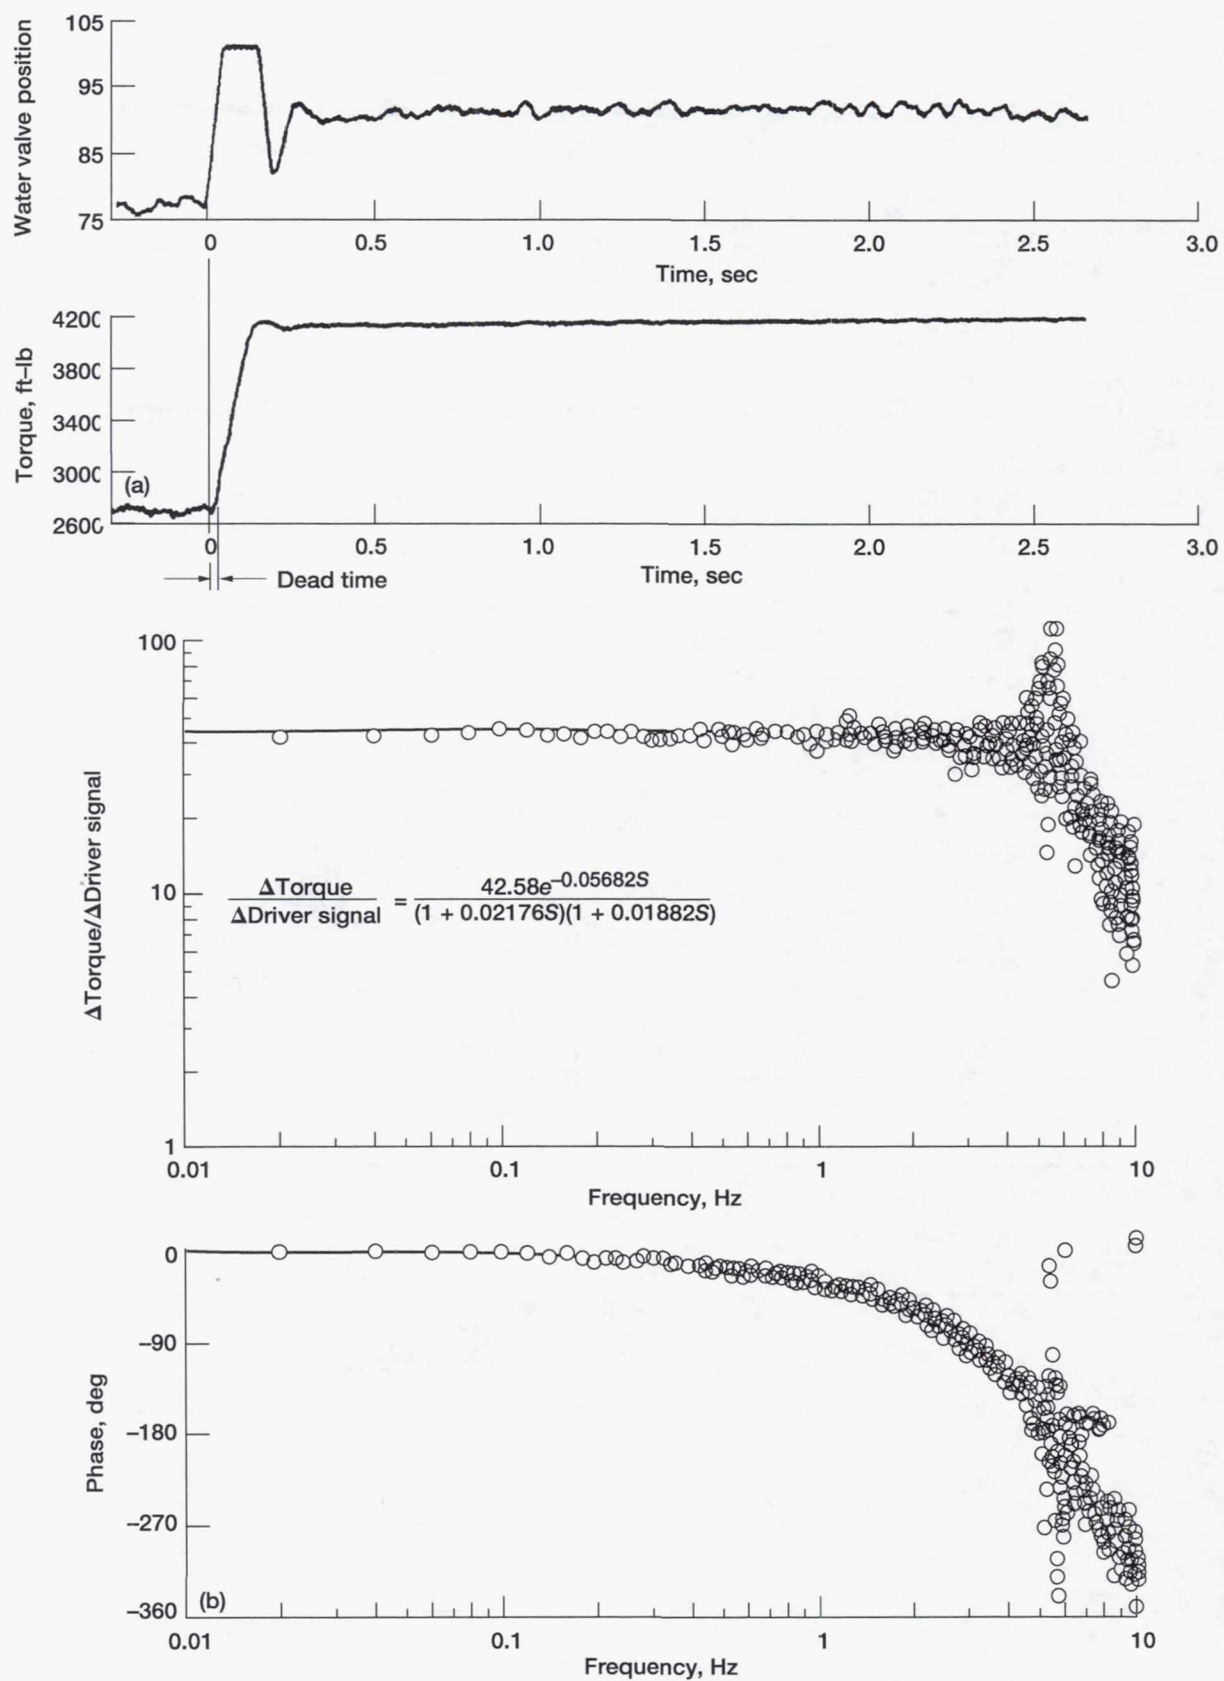 Water valve position
105
95
85
75
0
0.5
1.0
1.5
2.0
2.5
3.0
Time, sec
Torque, ft–lb
4200
3800
3400
3000
2600
(a)
0
0.5
1.0
1.5
2.0
2.5
3.0
Dead time
Time, sec
ΔTorque/ΔDriver signal
100
10
1
ΔTorque
ΔDriver signal
=
42.58e–0.05682S
(1 + 0.02176S)(1 + 0.01882S)
0.01
0.1
1
10
Frequency, Hz
Phase, deg
0
–90
–180
–270
–360
(b)
0.01
0.1
1
10
Frequency, Hz